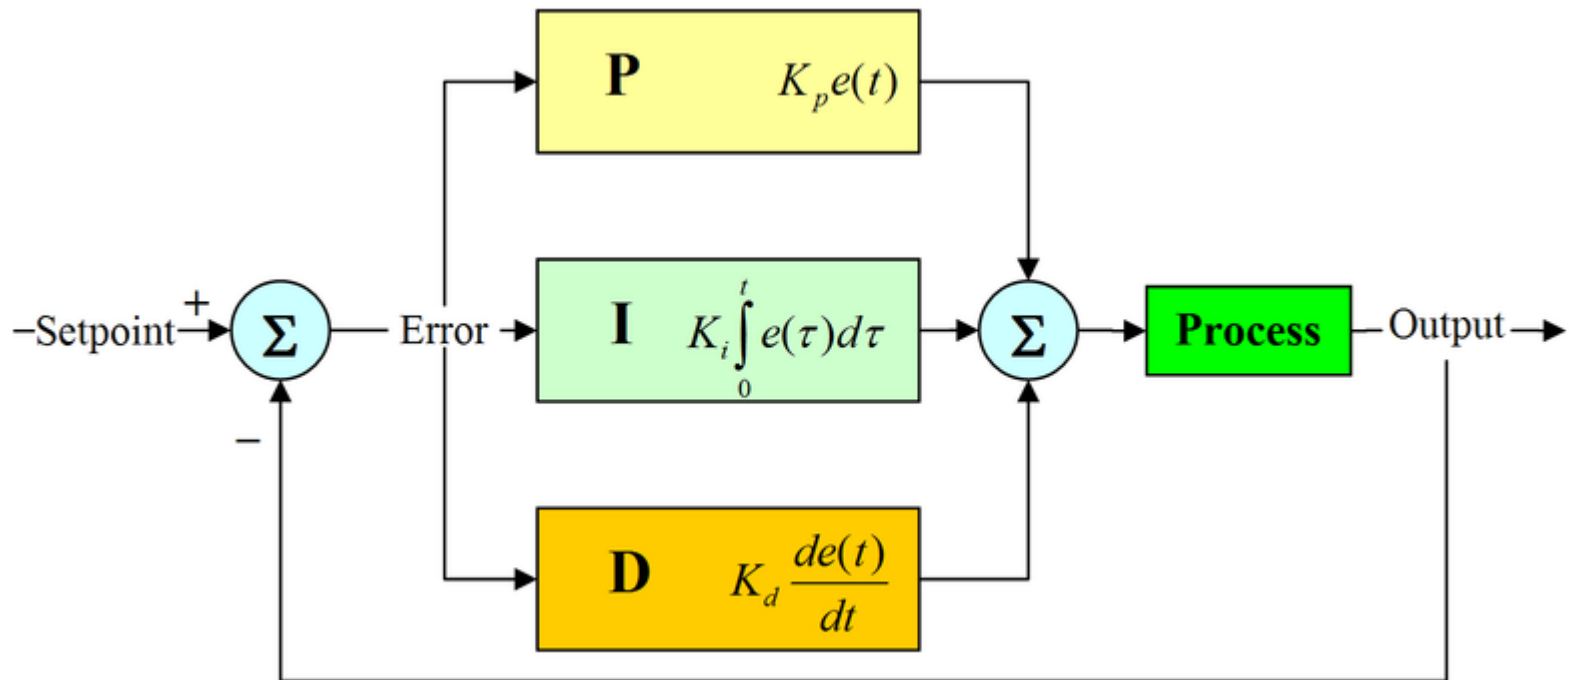 P K_p e(t)
–Setpoint
+
Σ
–
Error
I K_i ∫_0^t e(τ)dτ
Σ
Process
Output
D K_d de(t)/dt